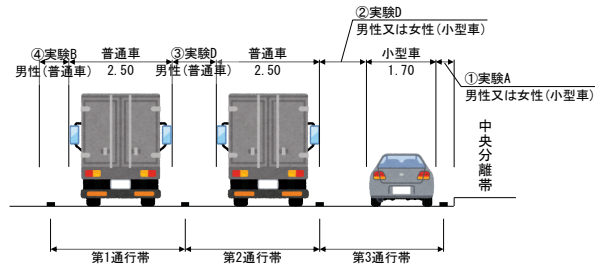 ②実験D
男性又は女性(小型車)
④実験B
男性(普通車)
普通車
2.50
③実験D
男性(普通車)
普通車
2.50
小型車
1.70
①実験A
男性又は女性(小型車)
中央分離帯
第1通行帯
第2通行帯
第3通行帯